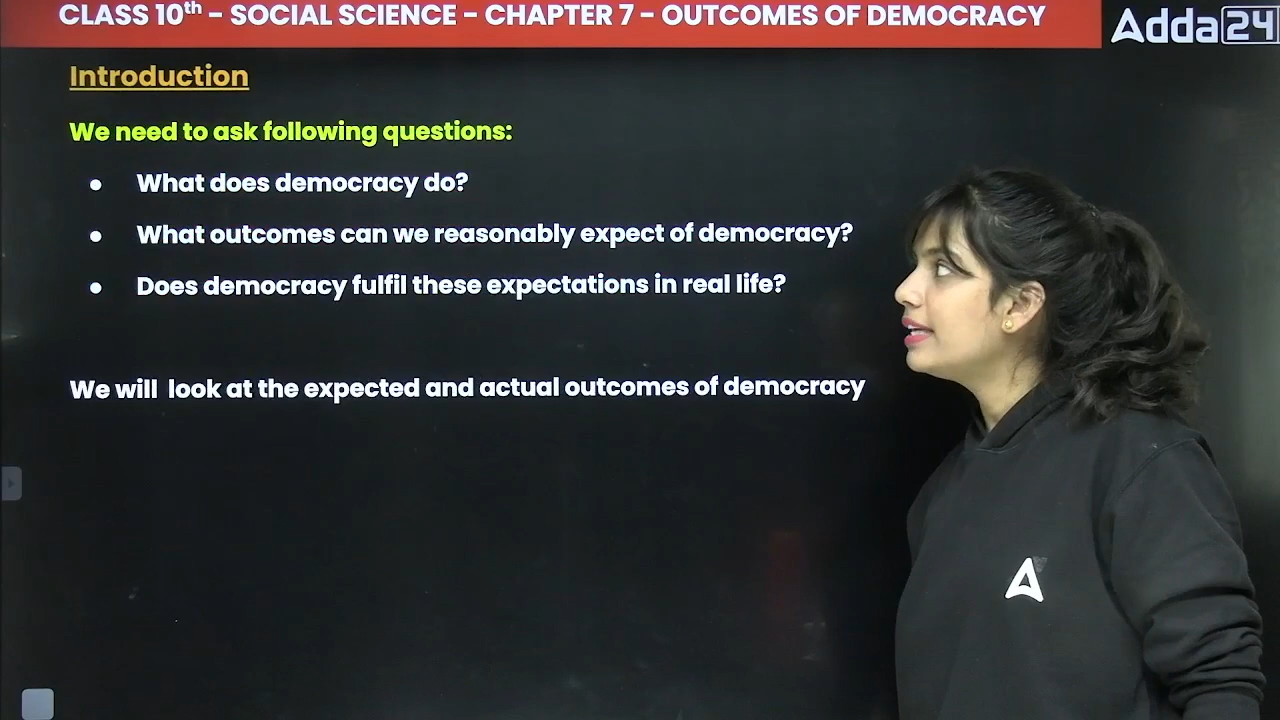 CLASS 10th - SOCIAL SCIENCE - CHAPTER 7 - OUTCOMES OF DEMOCRACY
Adda24
Introduction
We need to ask following questions:
● What does democracy do?
● What outcomes can we reasonably expect of democracy?
● Does democracy fulfil these expectations in real life?
We will look at the expected and actual outcomes of democracy